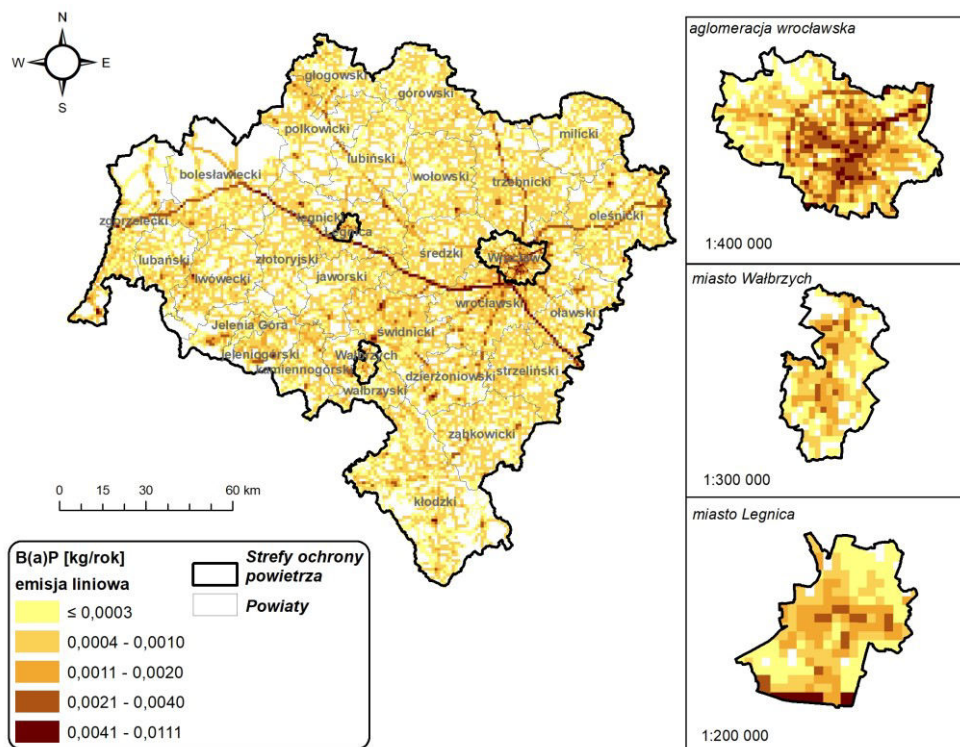 N
W
E
S
głogowski
górowski
polkowicki
milicki
lubiński
bolesławiecki
wołowski
trzebnicki
zgorzelecki
legnicki
Legnica
oleśnicki
lubański
złotoryjski
średzki
Wrocław
lwówecki
jaworski
wrocławski
oławski
Jelenia Góra
świdnicki
jeleniogórski
Wałbrzych
kamiennogórski
dzierżoniowski
strzeliński
wałbrzyski
ząbkowicki
kłodzki
0 15 30 60 km
B(a)P [kg/rok]
emisja liniowa
≤ 0,0003
0,0004 - 0,0010
0,0011 - 0,0020
0,0021 - 0,0040
0,0041 - 0,0111
Strefy ochrony
powietrza
Powiaty
aglomeracja wrocławska
1:400 000
miasto Wałbrzych
1:300 000
miasto Legnica
1:200 000